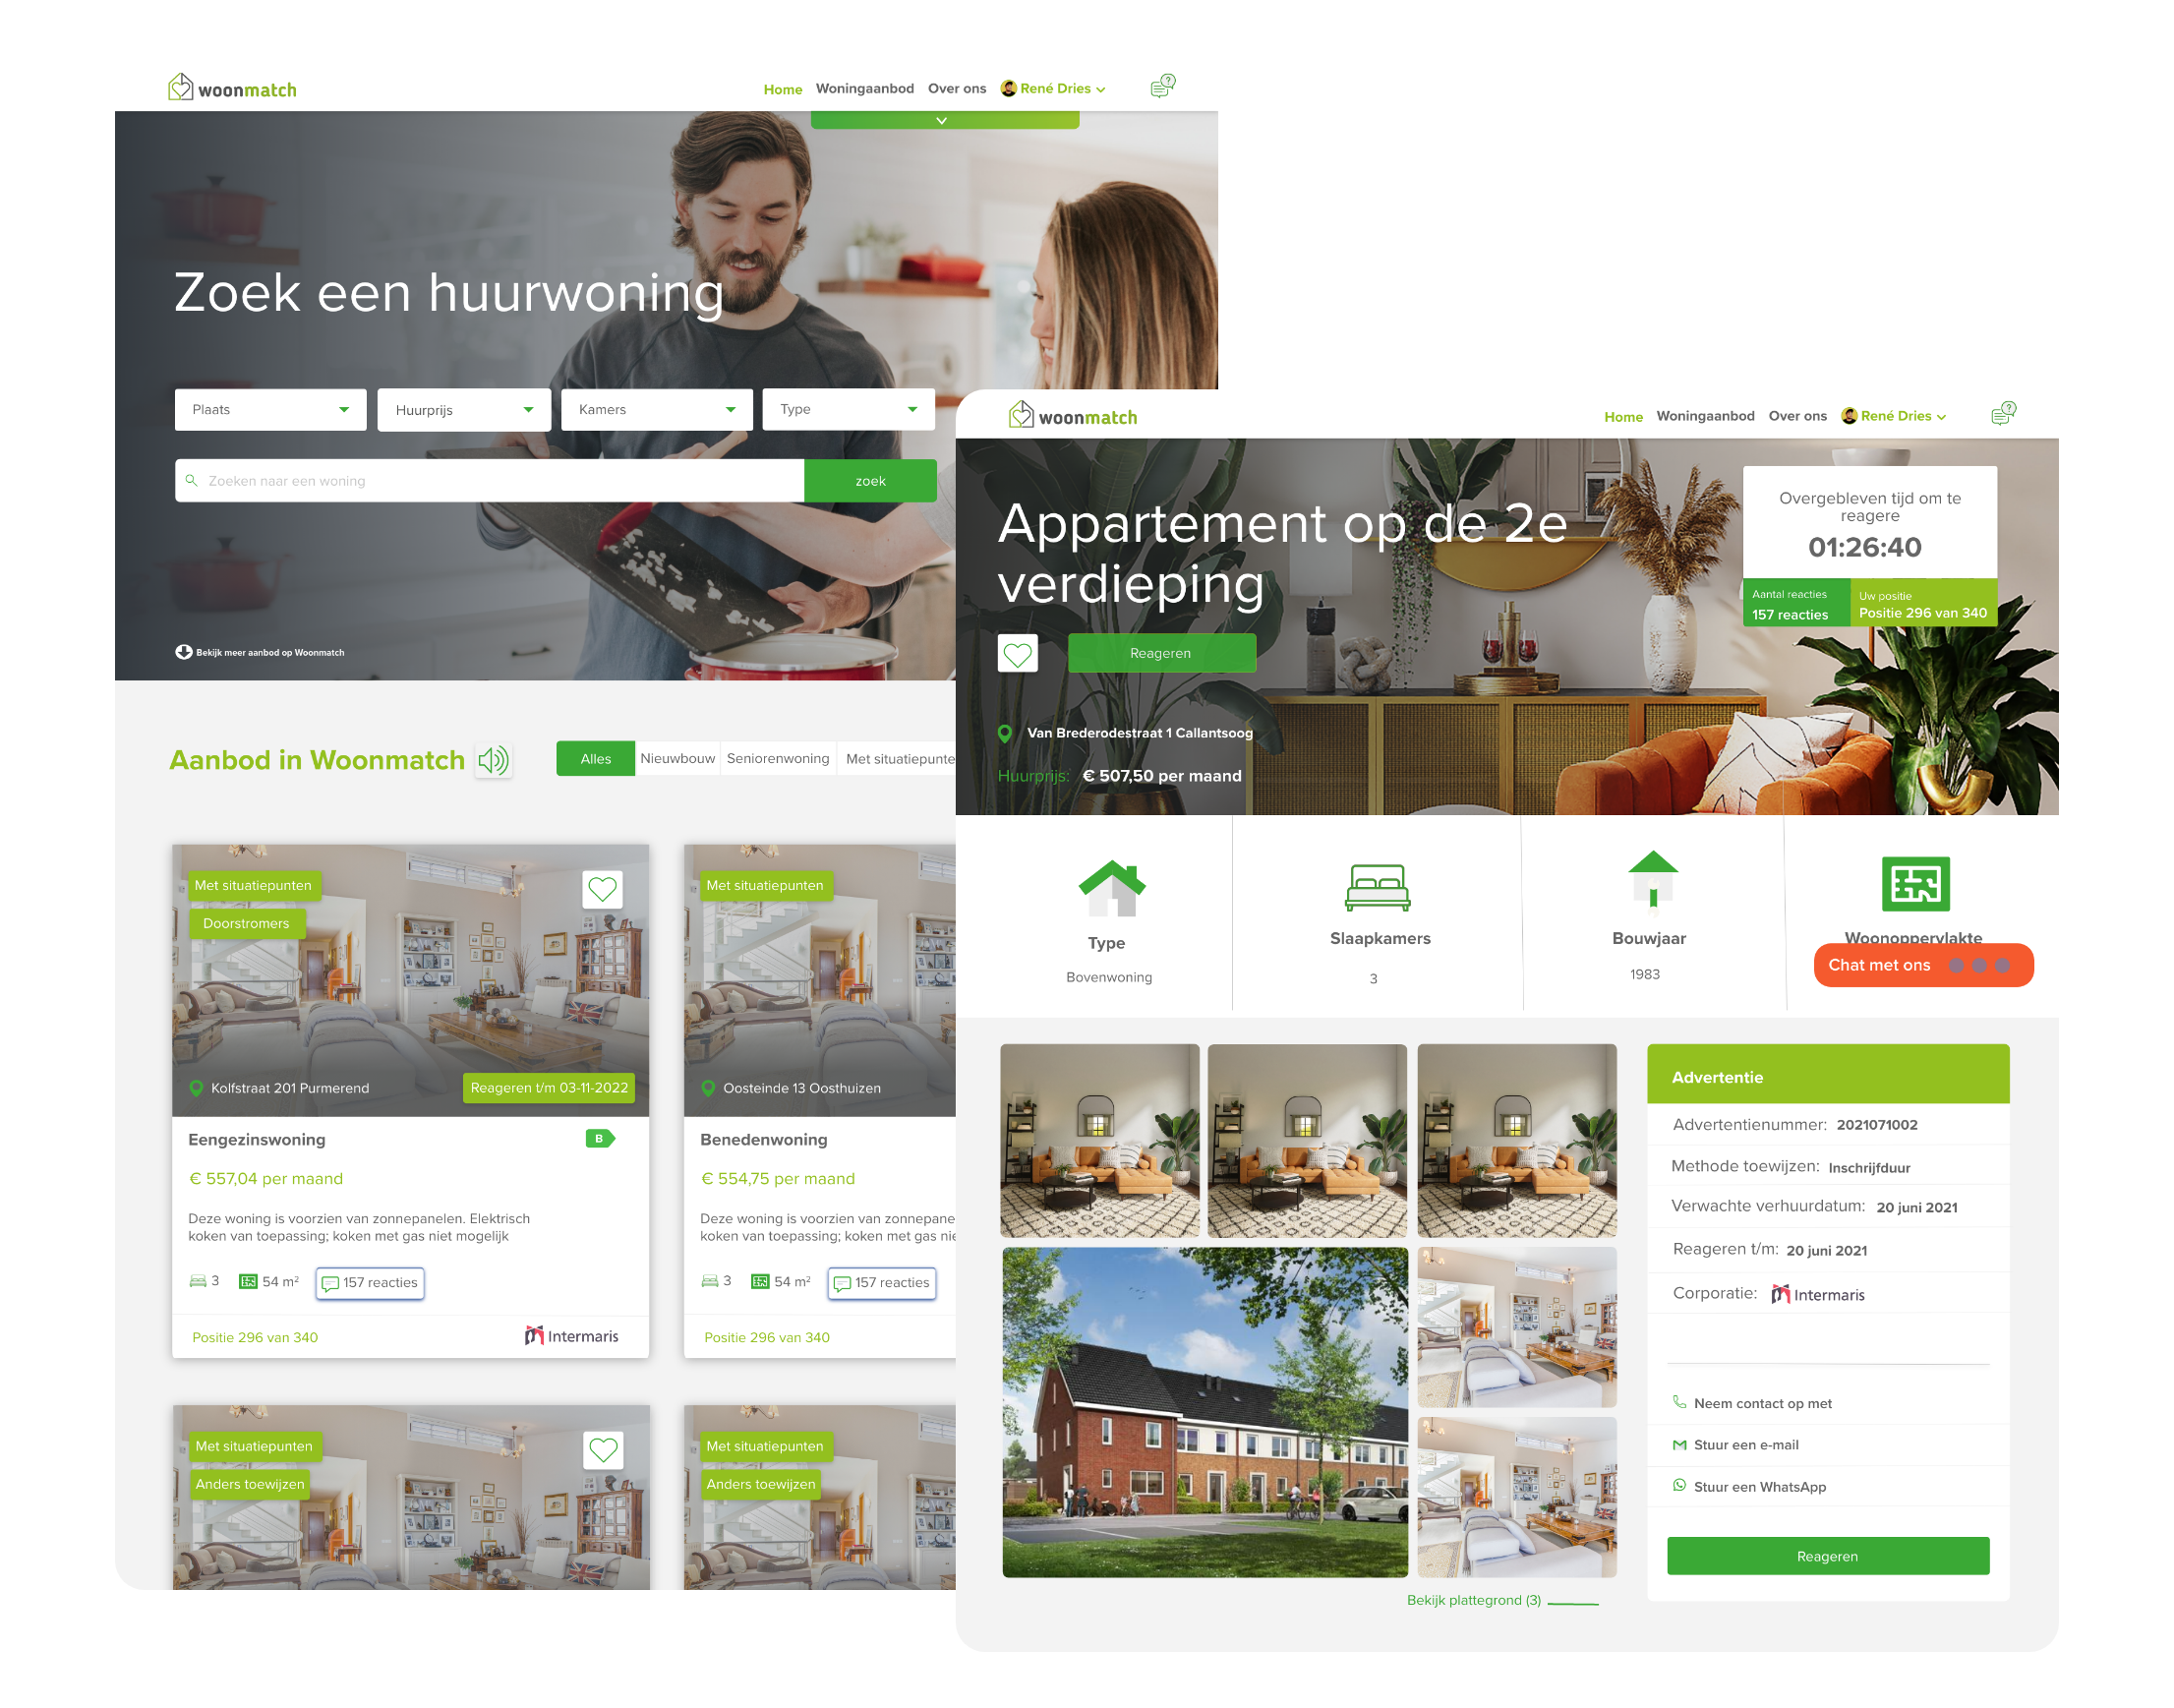 woonmatch
Home Woningaanbod Over ons René Dries
Zoek een huurwoning
Plaats Huurprijs Kamers Type
Zoeken naar een woning zoek
Bekijk meer aanbod op Woonmatch
Aanbod in Woonmatch
Alles Nieuwbouw Seniorenwoning Met situatiepunte
Met situatiepunten
Doorstromers
Kolfstraat 201 Purmerend Reageren t/m 03-11-2022
Eengezinswoning B
€ 557,04 per maand
Deze woning is voorzien van zonnepanelen. Elektrisch
koken van toepassing; koken met gas niet mogelijk
3 54 m² 157 reacties
Positie 296 van 340 Intermaris
Met situatiepunten
Oosteinde 13 Oosthuizen
Benedenwoning
€ 554,75 per maand
Deze woning is voorzien van zonnepane
koken van toepassing; koken met gas nie
3 54 m² 157 reacties
Positie 296 van 340
Met situatiepunten
Anders toewijzen
Met situatiepunten
Anders toewijzen
woonmatch
Home Woningaanbod Over ons René Dries
Appartement op de 2e
verdieping
Reageren
Van Brederodestraat 1 Callantsoog
Huurprijs: € 507,50 per maand
Overgebleven tijd om te
reagere
01:26:40
Aantal reacties
157 reacties
Uw positie
Positie 296 van 340
Type
Bovenwoning
Slaapkamers
3
Bouwjaar
1983
Woonoppervlakte
Chat met ons
Bekijk plattegrond (3)
Advertentie
Advertentienummer: 2021071002
Methode toewijzen: Inschrijfduur
Verwachte verhuurdatum: 20 juni 2021
Reageren t/m: 20 juni 2021
Corporatie: Intermaris
Neem contact op met
Stuur een e-mail
Stuur een WhatsApp
Reageren